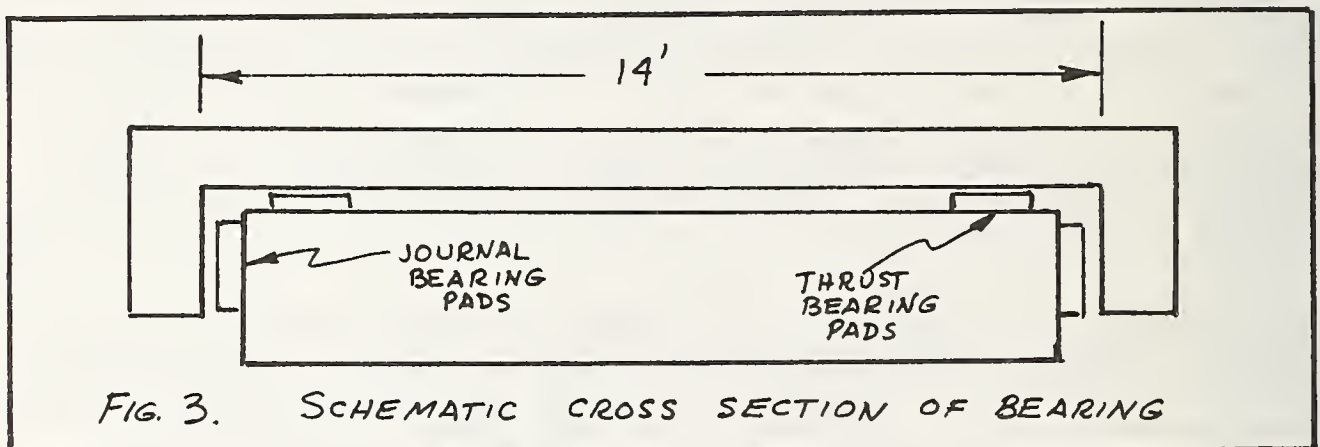 14'
JOURNAL
BEARING
PADS
THRUST
BEARING
PADS
FIG. 3. SCHEMATIC CROSS SECTION OF BEARING